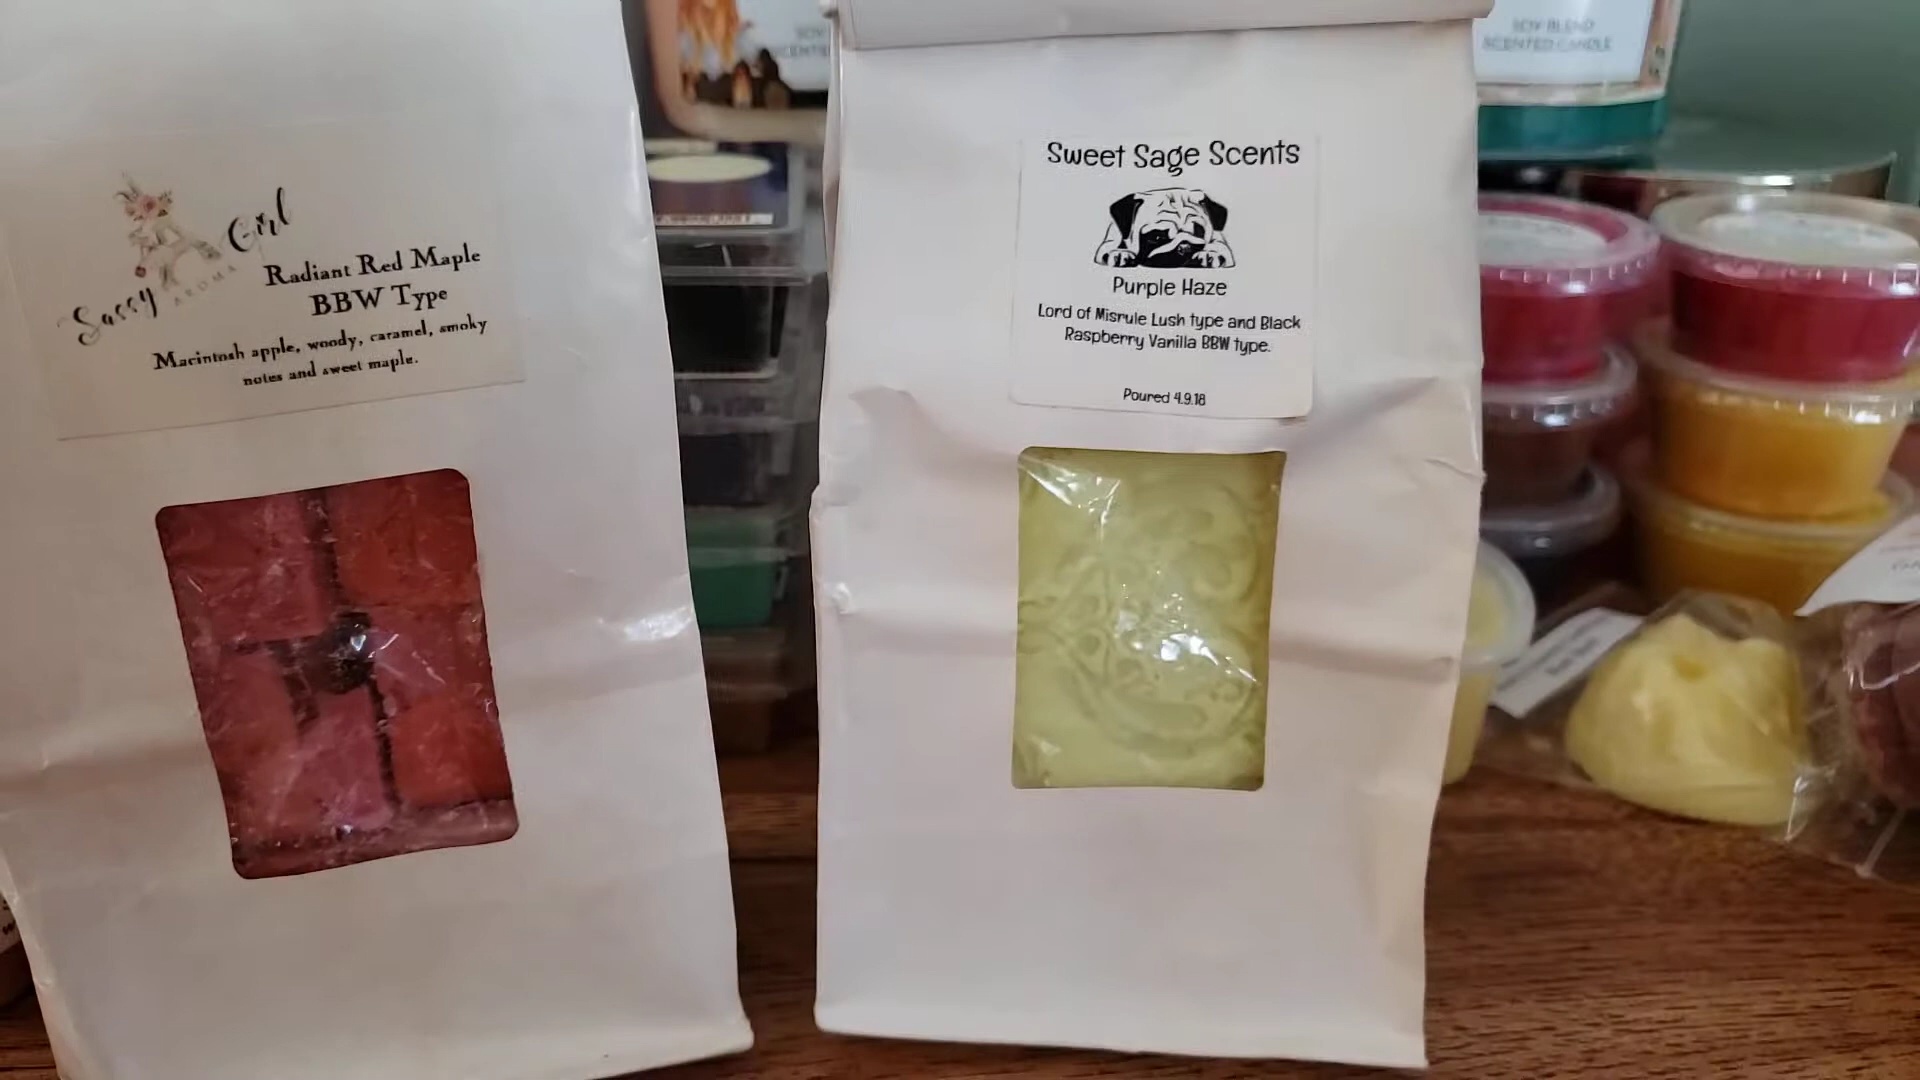 Sassy Girl
AROMA
Radiant Red Maple
BBW Type
Macintosh apple, woody, caramel, smoky
notes and sweet maple.
Sweet Sage Scents
Purple Haze
Lord of Misrule Lush type and Black
Raspberry Vanilla BBW type.
Poured 4.9.18
SOY BLEND
SCENTED CANDLE